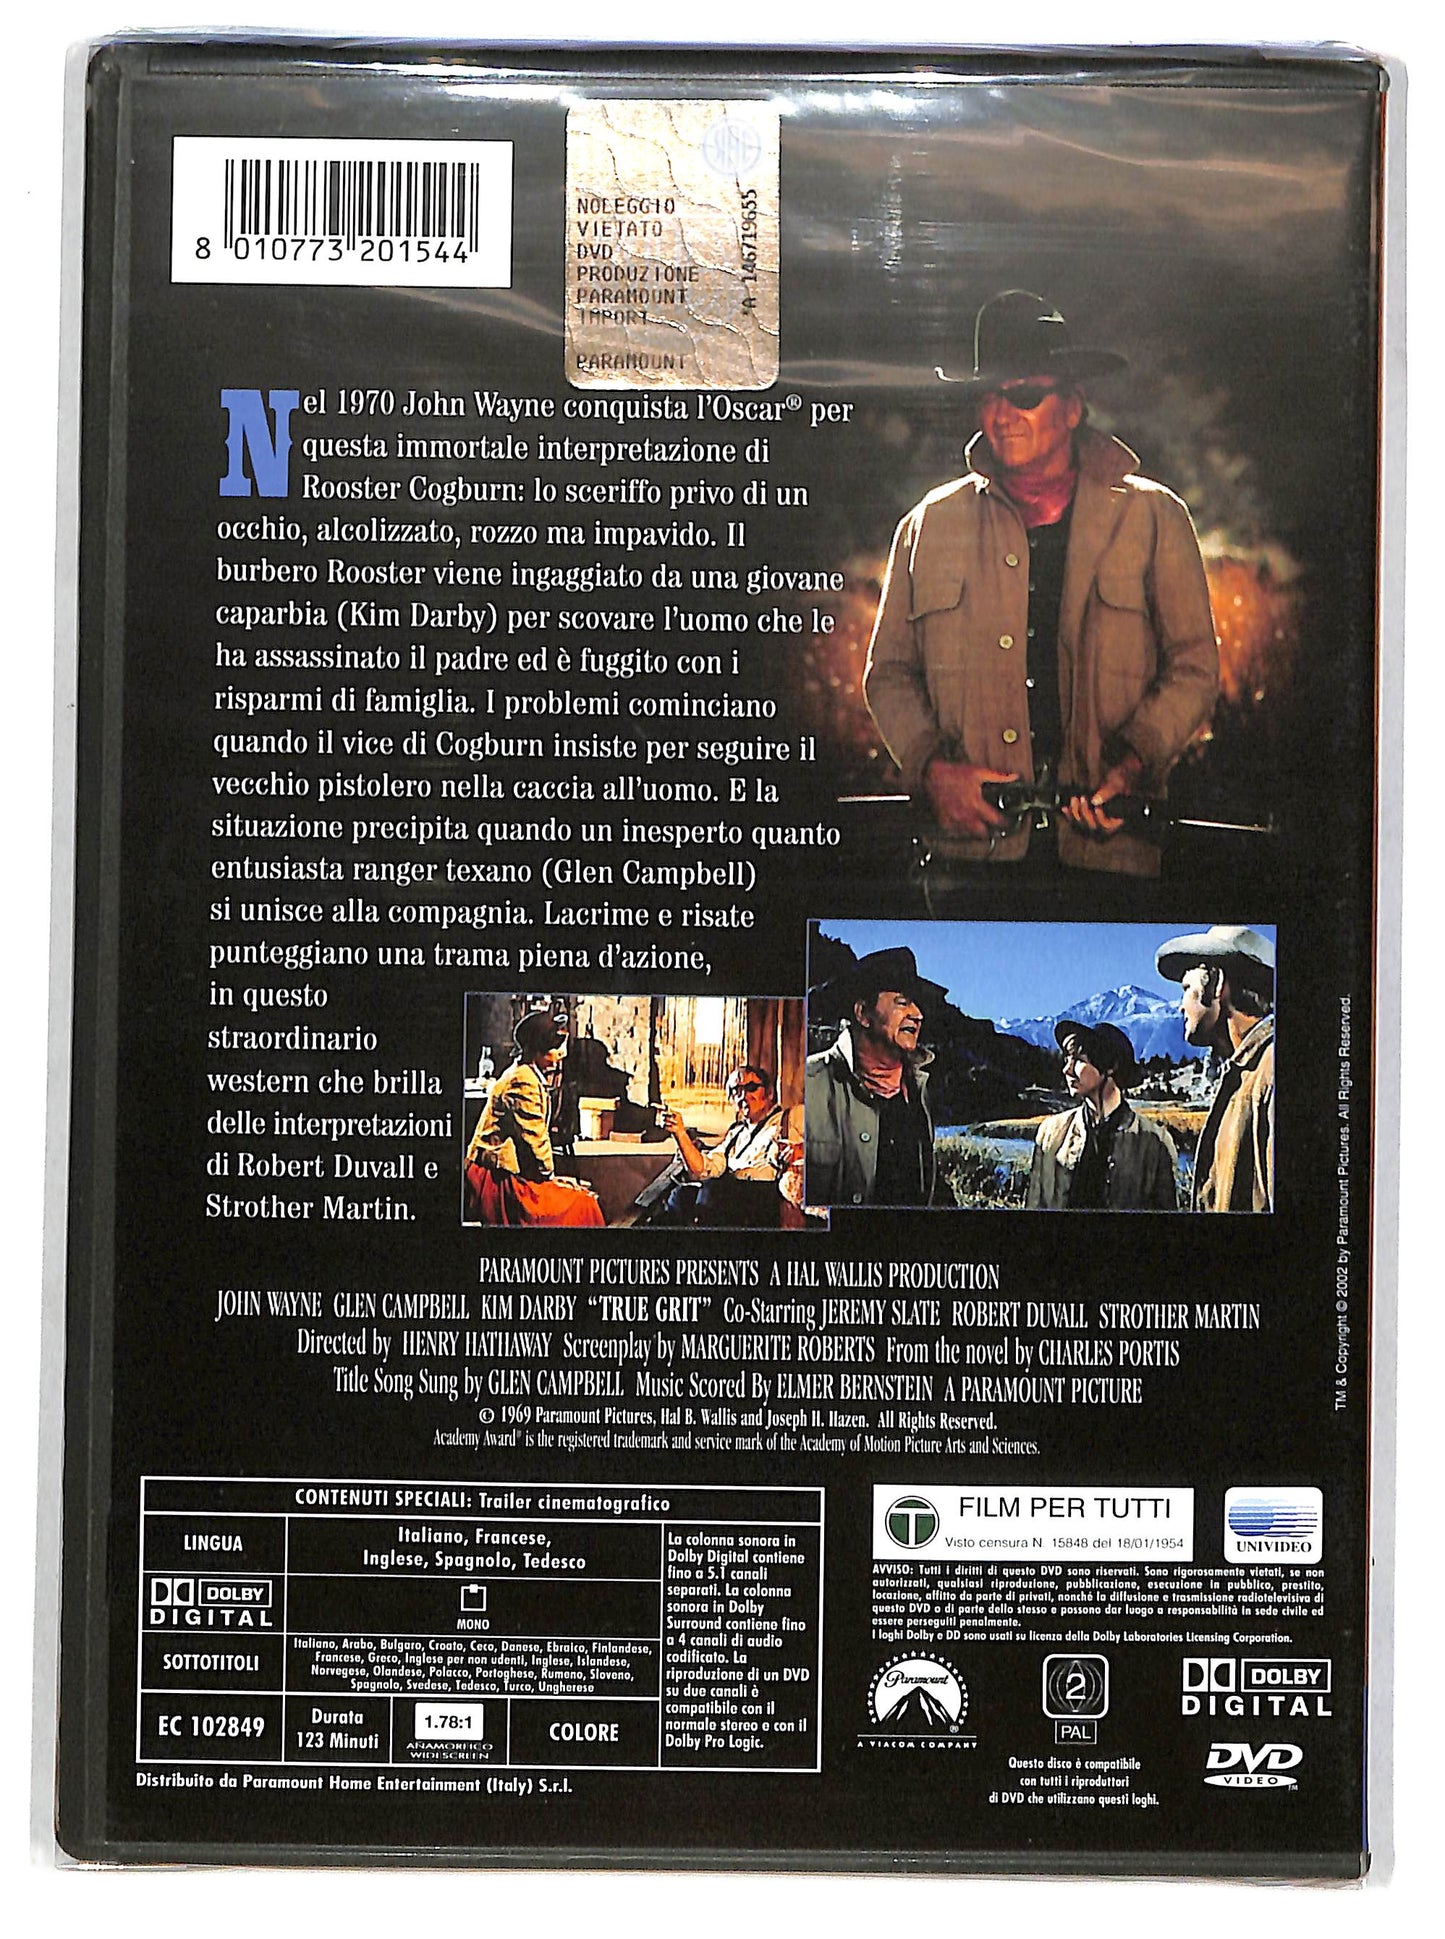 8 010773 201544
NOLEGGIO
VIETATO
DVD
PRODUZIONE
PARAMOUNT
IMPORT
PARAMOUNT
A 146719655
Nel 1970 John Wayne conquista l'Oscar® per
questa immortale interpretazione di
Rooster Cogburn: lo sceriffo privo di un
occhio, alcolizzato, rozzo ma impavido. Il
burbero Rooster viene ingaggiato da una giovane
caparbia (Kim Darby) per scovare l'uomo che le
ha assassinato il padre ed è fuggito con i
risparmi di famiglia. I problemi cominciano
quando il vice di Cogburn insiste per seguire il
vecchio pistolero nella caccia all'uomo. E la
situazione precipita quando un inesperto quanto
entusiasta ranger texano (Glen Campbell)
si unisce alla compagnia. Lacrime e risate
punteggiano una trama piena d'azione,
in questo
straordinario
western che brilla
delle interpretazioni
di Robert Duvall e
Strother Martin.
TM & Copyright © 2002 by Paramount Pictures. All Rights Reserved.
PARAMOUNT PICTURES PRESENTS A HAL WALLIS PRODUCTION
JOHN WAYNE GLEN CAMPBELL KIM DARBY "TRUE GRIT" Co-Starring JEREMY SLATE ROBERT DUVALL STROTHER MARTIN
Directed by HENRY HATHAWAY Screenplay by MARGUERITE ROBERTS From the novel by CHARLES PORTIS
Title Song Sung by GLEN CAMPBELL Music Scored By ELMER BERNSTEIN A PARAMOUNT PICTURE
© 1969 Paramount Pictures, Hal B. Wallis and Joseph H. Hazen. All Rights Reserved.
Academy Award® is the registered trademark and service mark of the Academy of Motion Picture Arts and Sciences.
CONTENUTI SPECIALI: Trailer cinematografico
LINGUA
Italiano, Francese,
Inglese, Spagnolo, Tedesco
DOLBY
DIGITAL
MONO
SOTTOTITOLI
Italiano, Arabo, Bulgaro, Croato, Ceco, Danese, Ebraico, Finlandese,
Francese, Greco, Inglese per non udenti, Inglese, Islandese,
Norvegese, Olandese, Polacco, Portoghese, Rumeno, Sloveno,
Spagnolo, Svedese, Tedesco, Turco, Ungherese
EC 102849
Durata
123 Minuti
1.78:1
ANAMORFICO
WIDESCREEN
COLORE
La colonna sonora in
Dolby Digital contiene
fino a 5.1 canali
separati. La colonna
sonora in Dolby
Surround contiene fino
a 4 canali di audio
codificato. La
riproduzione di un DVD
su due canali è
compatibile con il
normale stereo e con il
Dolby Pro Logic.
Distribuito da Paramount Home Entertainment (Italy) S.r.l.
T
FILM PER TUTTI
Visto censura N. 15848 del 18/01/1954
UNIVIDEO
AVVISO: Tutti i diritti di questo DVD sono riservati. Sono rigorosamente vietati, se non
autorizzati, qualsiasi riproduzione, pubblicazione, esecuzione in pubblico, prestito,
locazione, affitto da parte di privati, nonché la diffusione e trasmissione radiotelevisiva di
questo DVD o di parte dello stesso e possono dar luogo a responsabilità in sede civile ed
essere perseguiti penalmente.
I loghi Dolby e DD sono usati su licenza della Dolby Laboratories Licensing Corporation.
Paramount
A VIACOM COMPANY
2
PAL
DOLBY
DIGITAL
Questo disco è compatibile
con tutti i riproduttori
di DVD che utilizzano questi loghi.
DVD
VIDEO